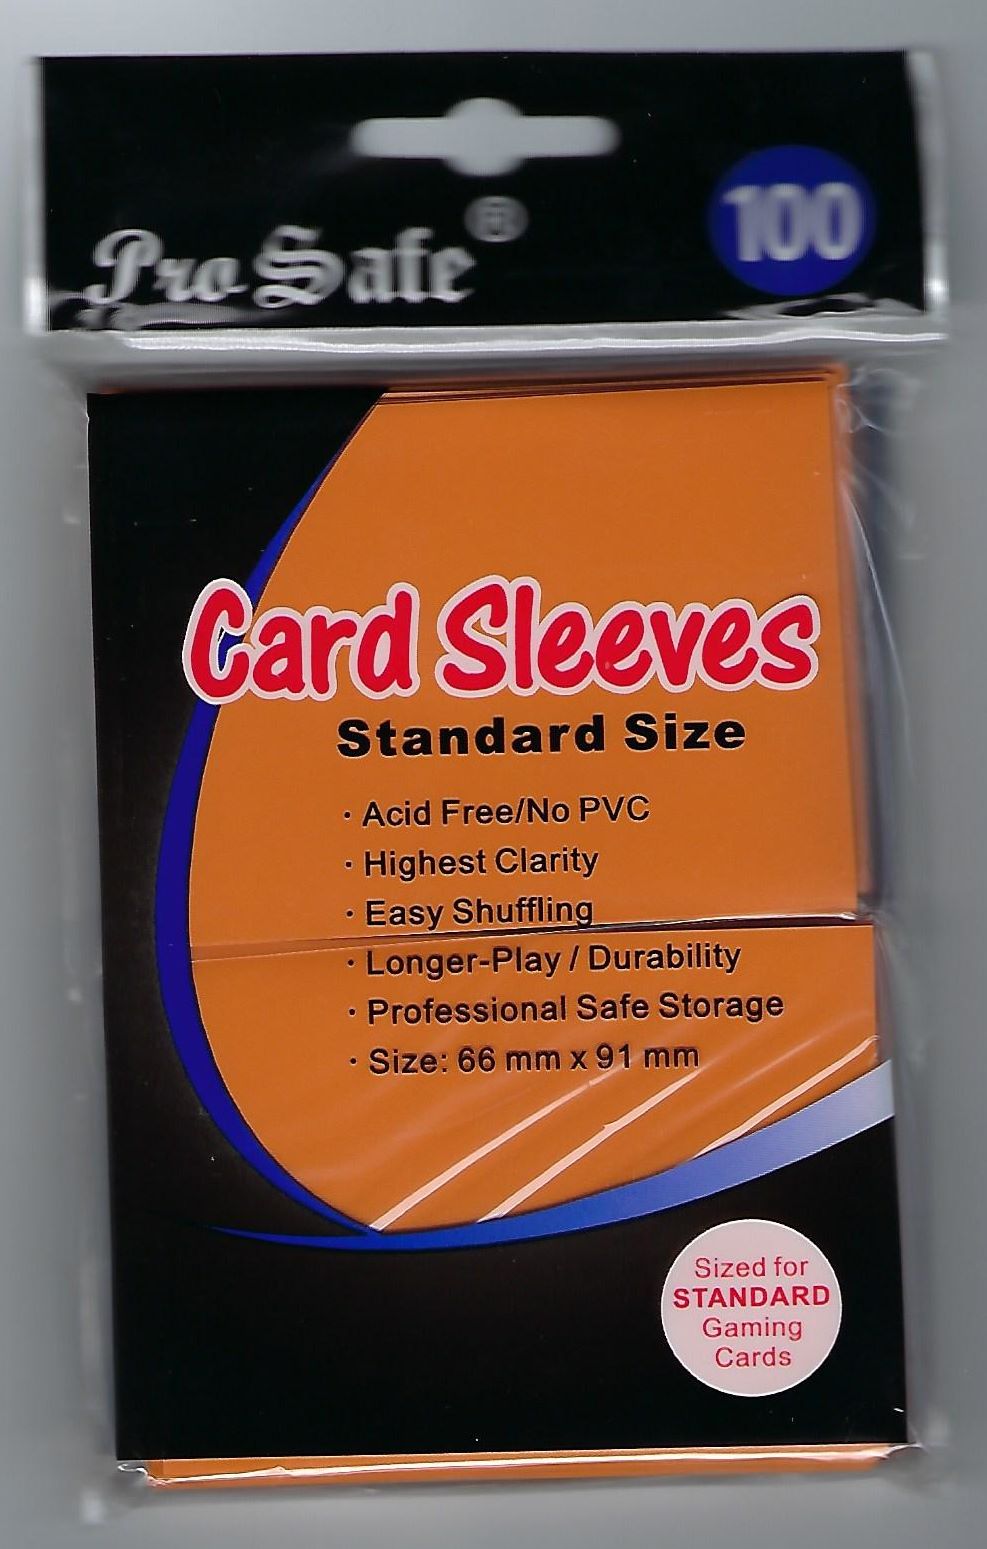 Pro Safe®
100
Card Sleeves
Standard Size
· Acid Free/No PVC
· Highest Clarity
· Easy Shuffling
· Longer-Play / Durability
· Professional Safe Storage
· Size: 66 mm x 91 mm
Sized for
STANDARD
Gaming
Cards